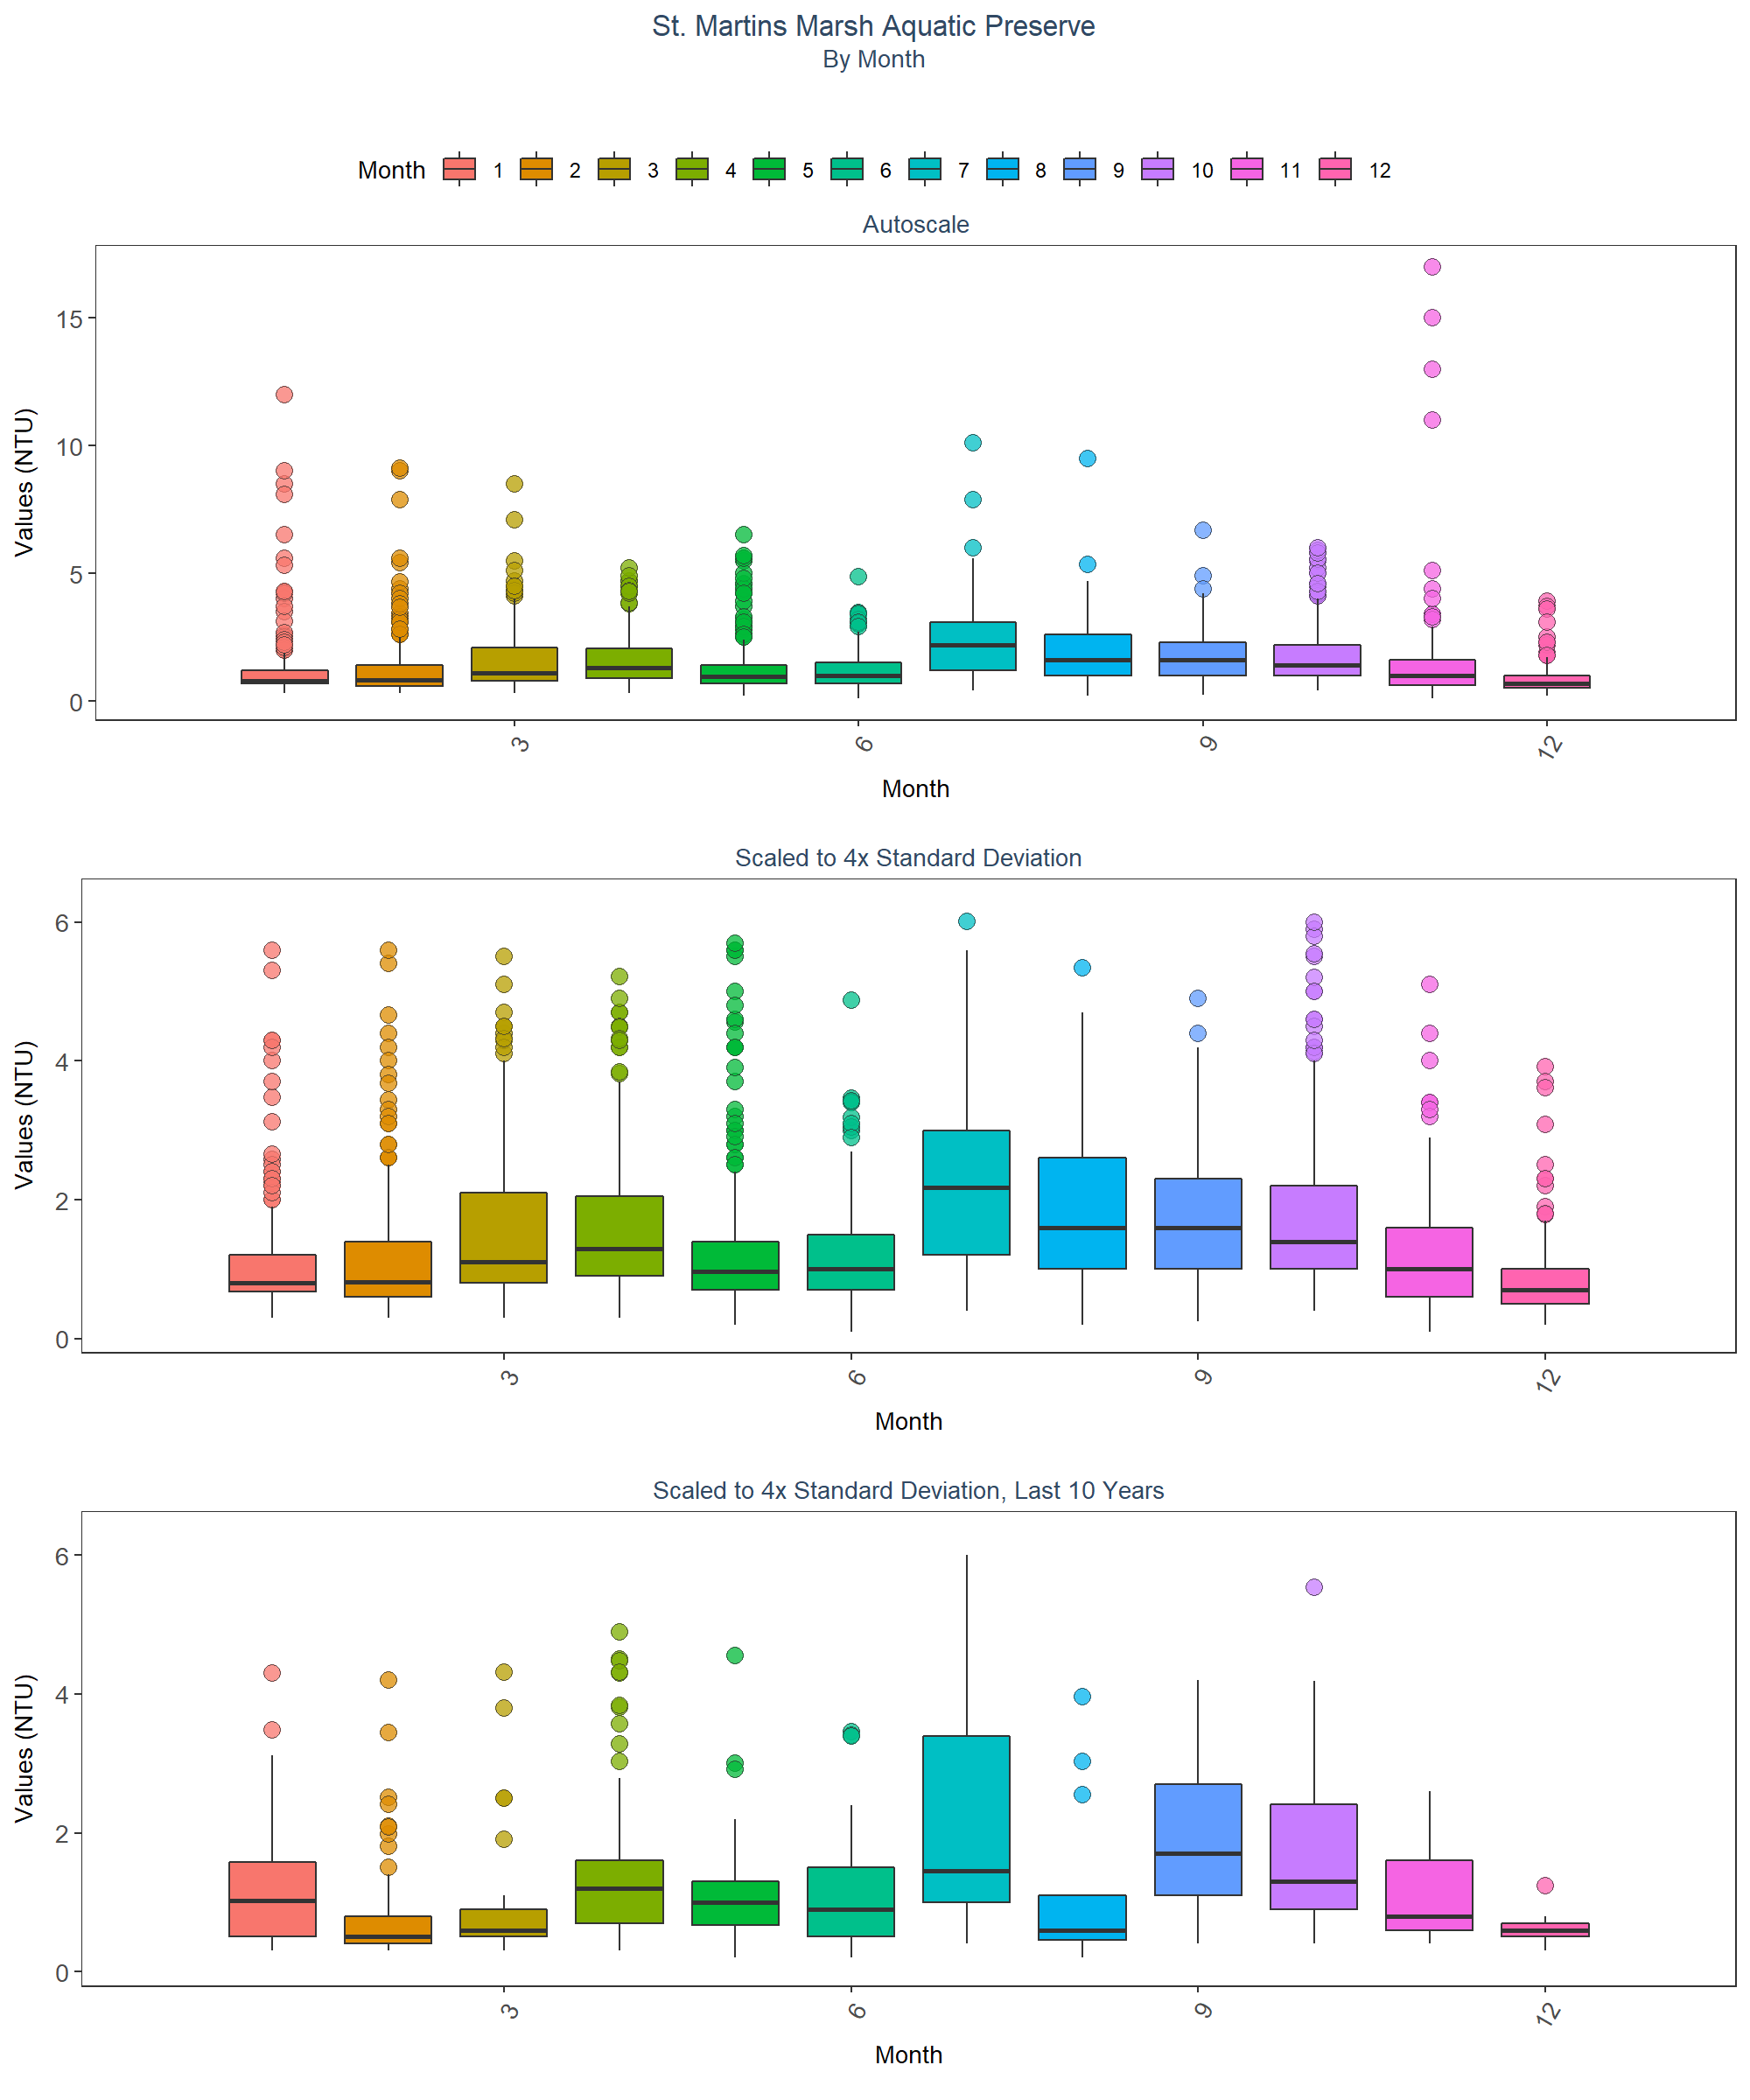 St. Martins Marsh Aquatic Preserve
By Month
Month 1 2 3 4 5 6 7 8 9 10 11 12
Autoscale
Values (NTU)
15
10
5
0
3 6 9 12
Month
Scaled to 4x Standard Deviation
Values (NTU)
6
4
2
0
3 6 9 12
Month
Scaled to 4x Standard Deviation, Last 10 Years
Values (NTU)
6
4
2
0
3 6 9 12
Month